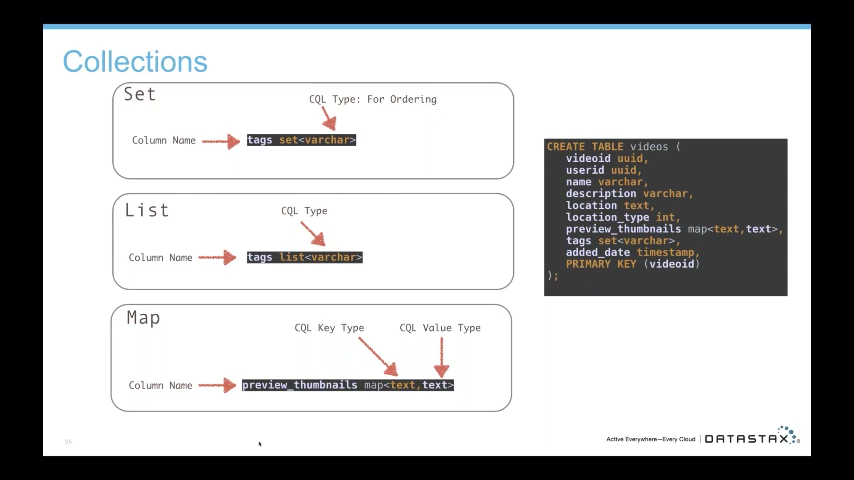 Collections
Set
CQL Type: For Ordering
Column Name
tags set<varchar>
List
CQL Type
Column Name
tags list<varchar>
Map
CQL Key Type
CQL Value Type
Column Name
preview_thumbnails map<text,text>
CREATE TABLE videos (
videoid uuid,
userid uuid,
name varchar,
description varchar,
location text,
location_type int,
preview_thumbnails map<text,text>,
tags set<varchar>,
added_date timestamp,
PRIMARY KEY (videoid)
);
35
Active Everywhere—Every Cloud | DATASTAX®